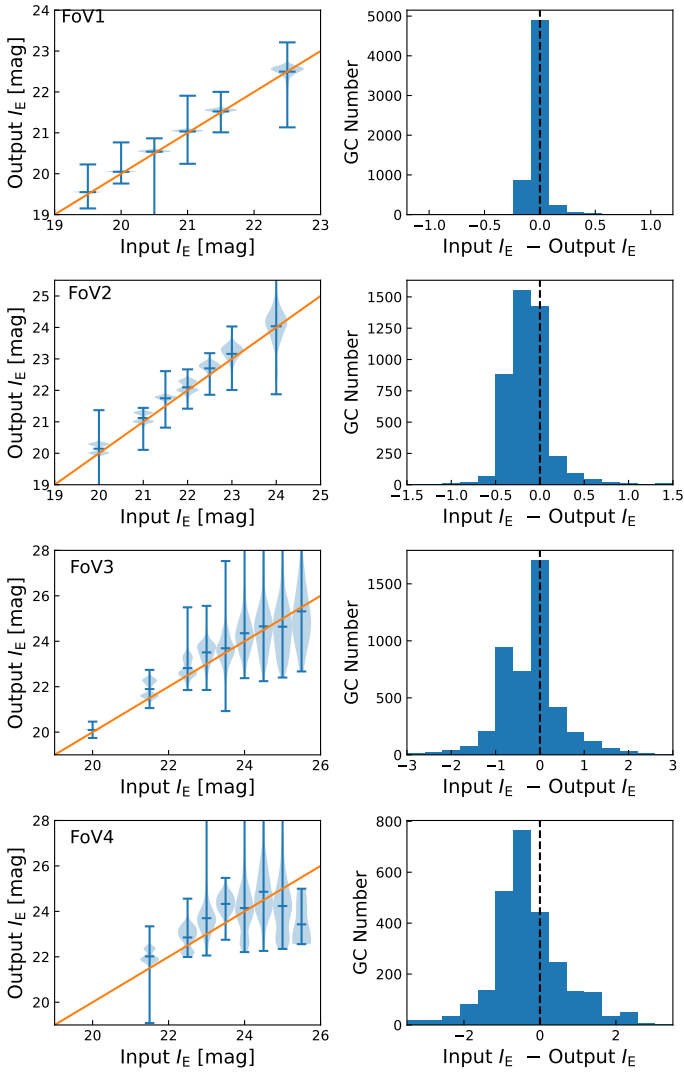 FoV1
23
22
21
20
19
Output I_E [mag]
19 20 21 22 23
Input I_E [mag]
5000
4000
3000
2000
1000
0
GC Number
−1.0 −0.5 0.0 0.5 1.0
Input I_E − Output I_E
FoV2
25
24
23
22
21
20
19
Output I_E [mag]
19 20 21 22 23 24 25
Input I_E [mag]
1500
1250
1000
750
500
250
0
GC Number
−1.5 −1.0 −0.5 0.0 0.5 1.0 1.5
Input I_E − Output I_E
FoV3
28
26
24
22
20
Output I_E [mag]
20 22 24 26
Input I_E [mag]
1500
1000
500
0
GC Number
−3 −2 −1 0 1 2 3
Input I_E − Output I_E
FoV4
28
26
24
22
20
Output I_E [mag]
20 22 24 26
Input I_E [mag]
800
600
400
200
0
GC Number
−2 0 2
Input I_E − Output I_E